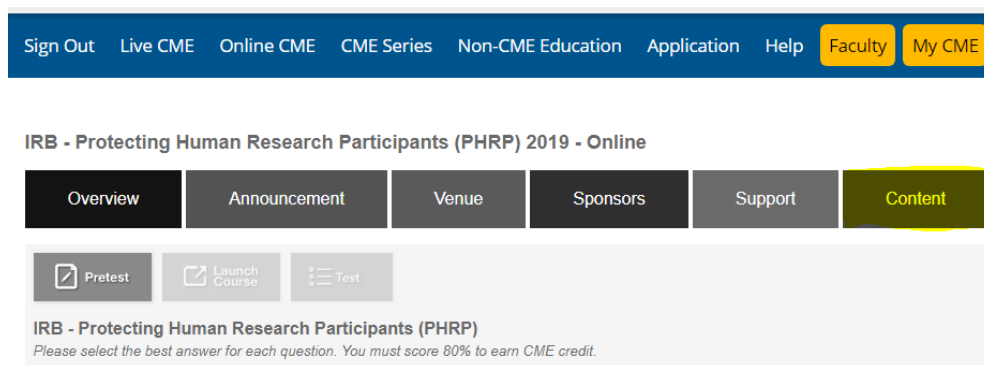 Sign Out Live CME Online CME CME Series Non-CME Education Application Help Faculty My CME
IRB - Protecting Human Research Participants (PHRP) 2019 - Online
Overview Announcement Venue Sponsors Support Content
Pretest Launch Course Test
IRB - Protecting Human Research Participants (PHRP)
Please select the best answer for each question. You must score 80% to earn CME credit.